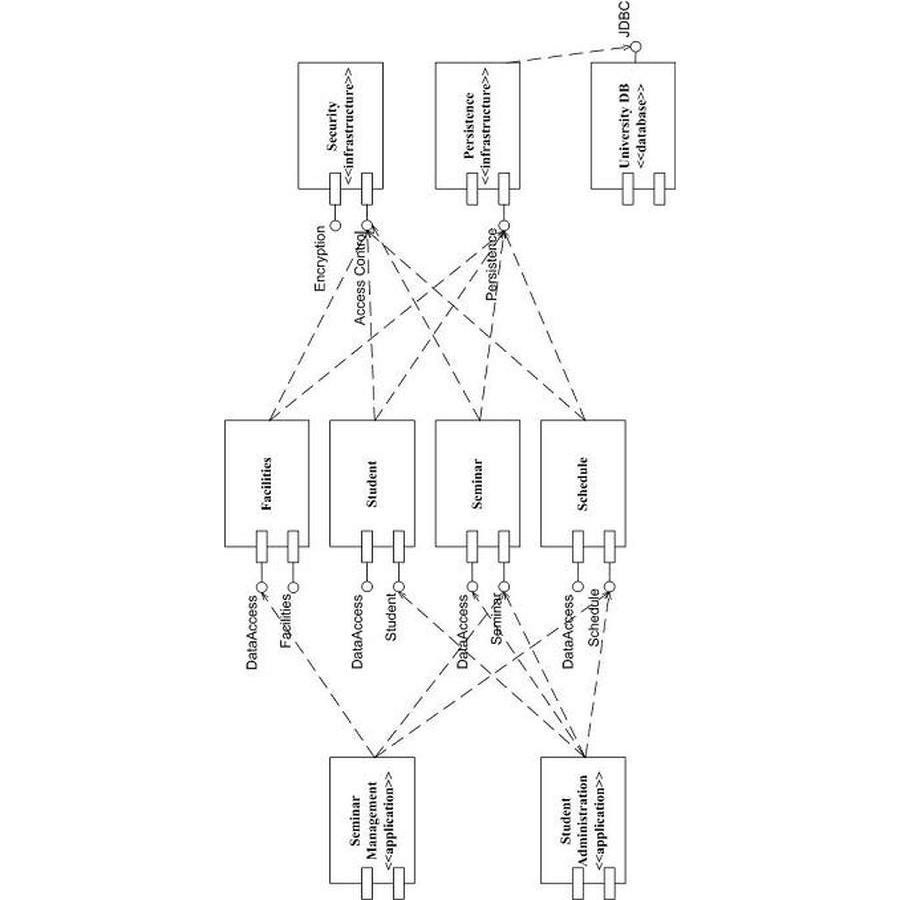 Seminar
Management
<<application>>
Student
Administration
<<application>>
DataAccess
Facilities
Facilities
DataAccess
Student
Student
DataAccess
Seminar
Seminar
DataAccess
Schedule
Schedule
Encryption
Access Control
Security
<<infrastructure>>
Persistence
Persistence
<<infrastructure>>
JDBC
University DB
<<database>>